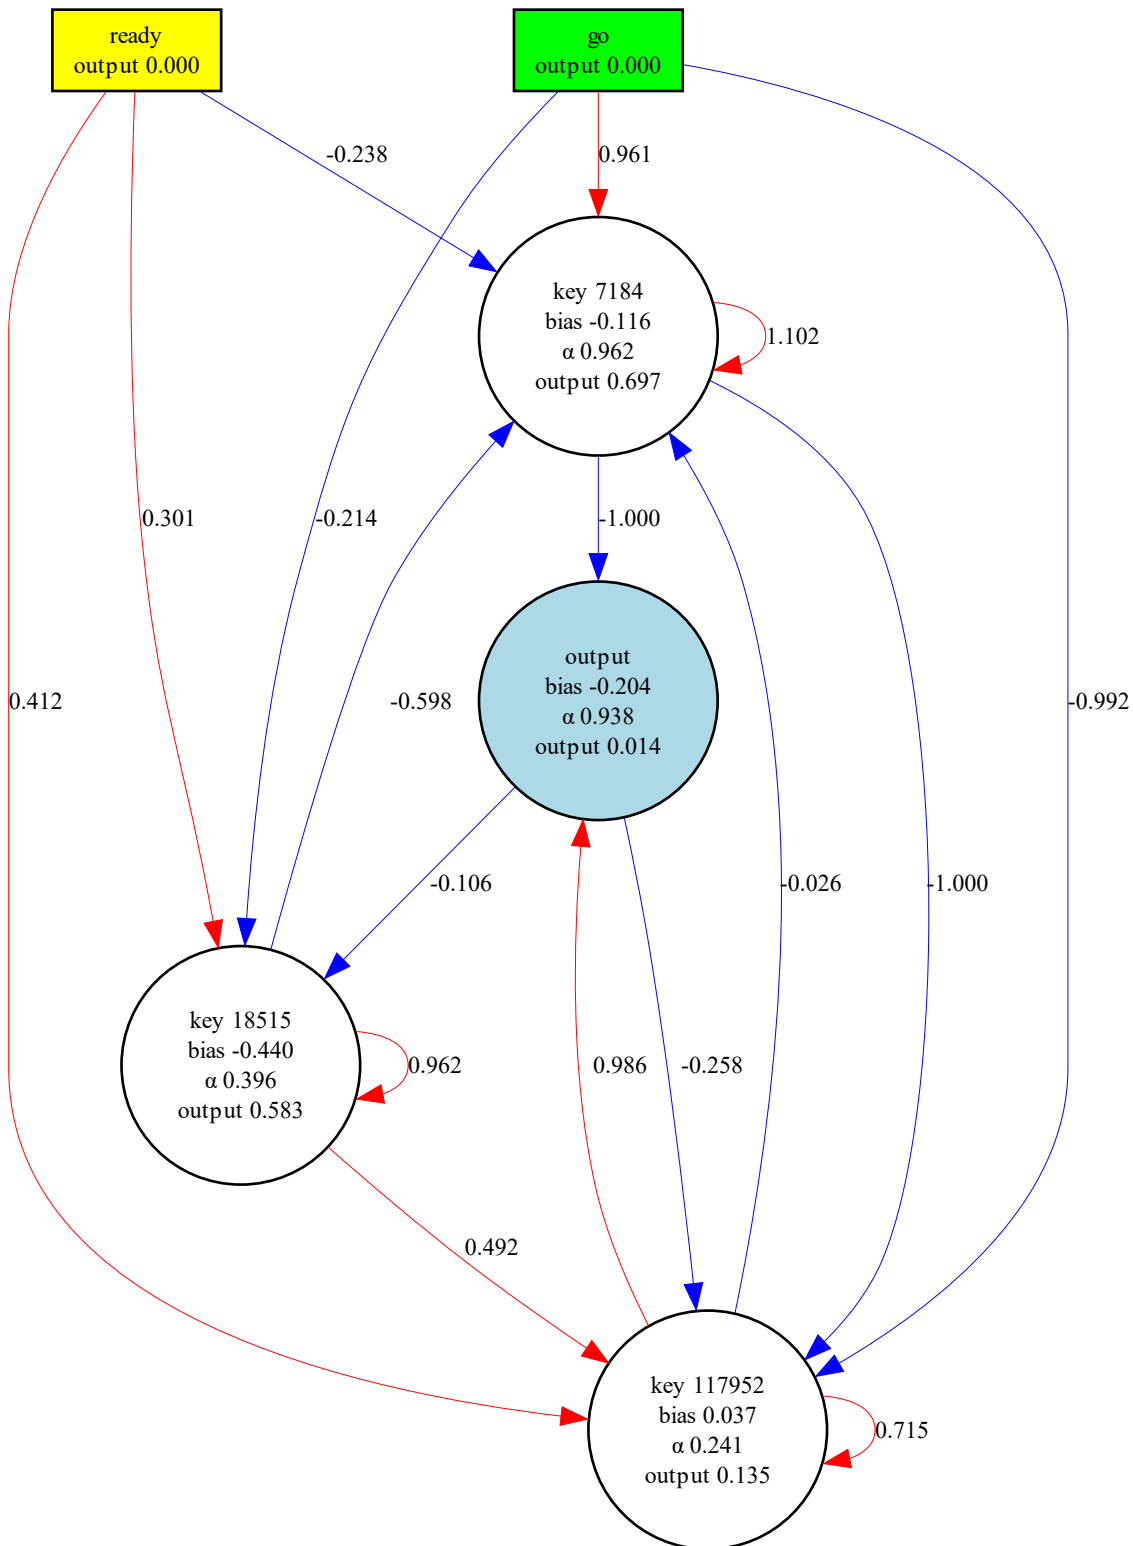 ready
output 0.000
go
output 0.000
-0.238
0.961
key 7184
bias -0.116
α 0.962
output 0.697
1.102
0.301
-0.214
-1.000
output
bias -0.204
α 0.938
output 0.014
0.412
-0.598
-0.992
-0.106
-0.026
-1.000
key 18515
bias -0.440
α 0.396
output 0.583
0.962
0.986
-0.258
0.492
key 117952
bias 0.037
α 0.241
output 0.135
0.715